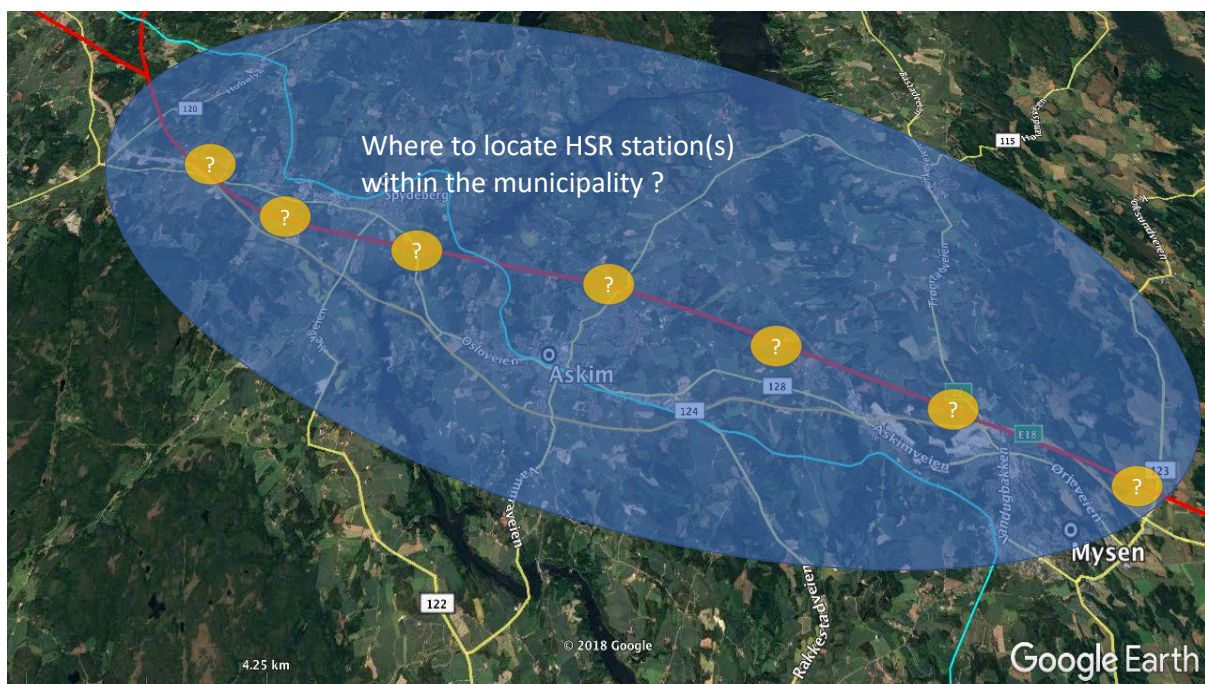 Where to locate HSR station(s)
within the municipality ?
120
115
Spydeberg
?
?
?
?
?
?
?
Osloveien
Askim
128
124
Askimveien
E18
123
Ørjeveien
Mysen
122
Rakkestadveien
© 2018 Google
4.25 km
Google Earth